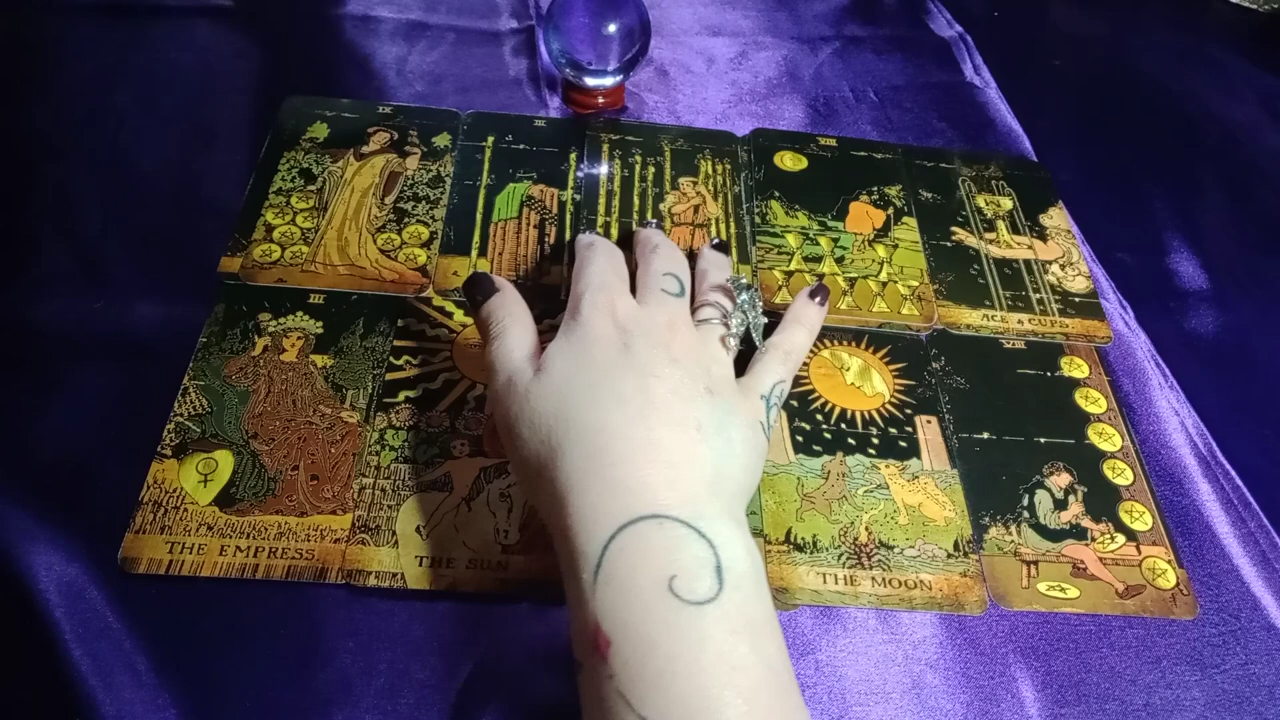 IX
III
VIII
ACE of CUPS.
III
VIII
THE EMPRESS.
THE SUN
THE MOON